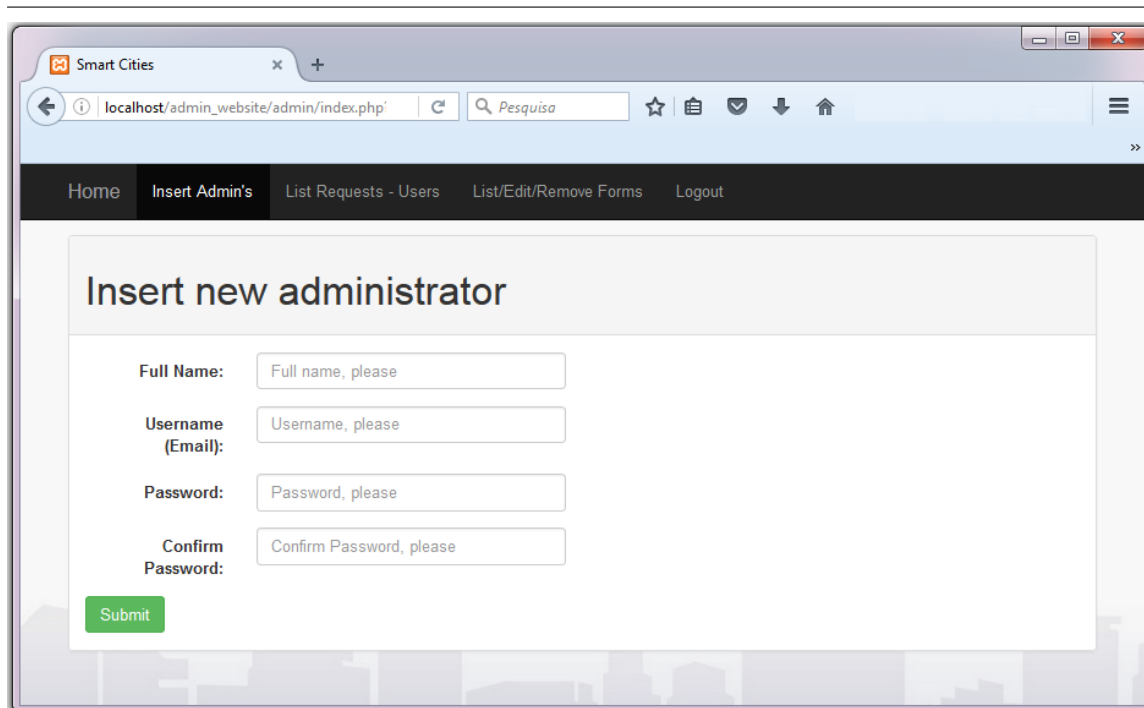 Smart Cities
localhost/admin_website/admin/index.php
Pesquisa
Home Insert Admin's List Requests - Users List/Edit/Remove Forms Logout
Insert new administrator
Full Name: Full name, please
Username (Email): Username, please
Password: Password, please
Confirm Password: Confirm Password, please
Submit